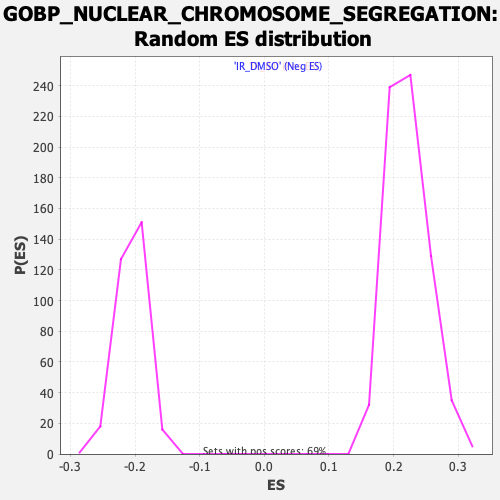 GOBP_NUCLEAR_CHROMOSOME_SEGREGATION:
Random ES distribution
'IR_DMSO' (Neg ES)
240
220
200
180
160
140
120
100
80
60
40
20
0
P(ES)
Sets with pos scores: 69%
-0.3 -0.2 -0.1 0.0 0.1 0.2 0.3
ES